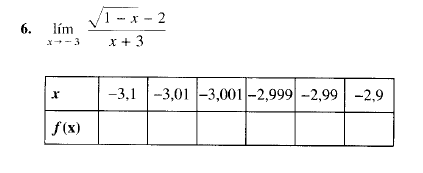 6. lím x→−3 √(1 − x) − 2 / x + 3
x −3,1 −3,01 −3,001 −2,999 −2,99 −2,9
f(x)